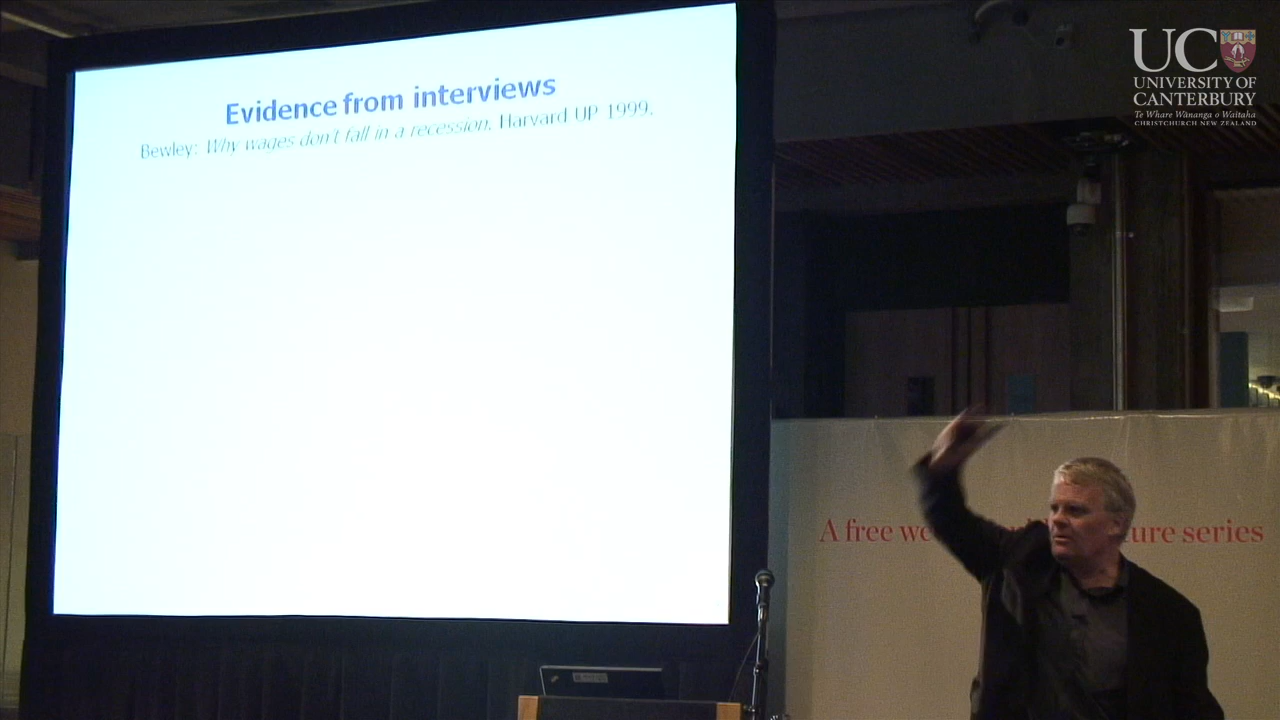 Evidence from interviews
Bewley: Why wages don't fall in a recession. Harvard UP 1999.
UC
UNIVERSITY OF
CANTERBURY
Te Whare Wānanga o Waitaha
CHRISTCHURCH NEW ZEALAND
A free we ture series